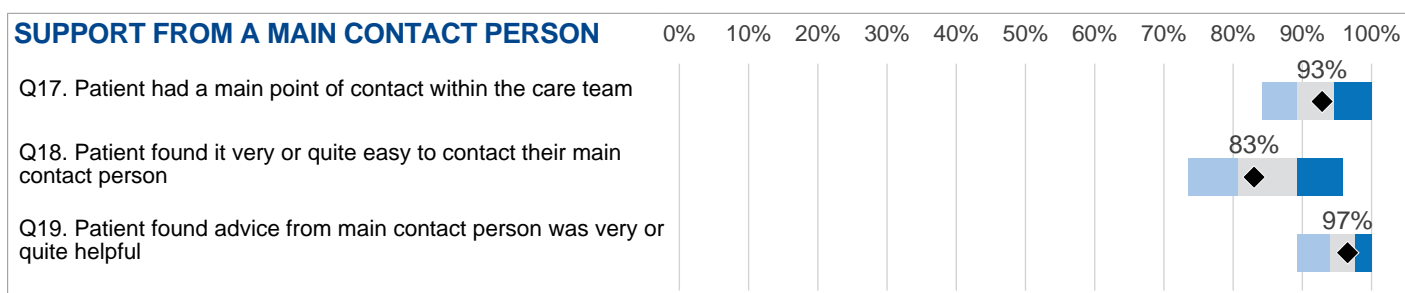 SUPPORT FROM A MAIN CONTACT PERSON 0% 10% 20% 30% 40% 50% 60% 70% 80% 90% 100%
93%
Q17. Patient had a main point of contact within the care team
83%
Q18. Patient found it very or quite easy to contact their main
contact person
97%
Q19. Patient found advice from main contact person was very or
quite helpful